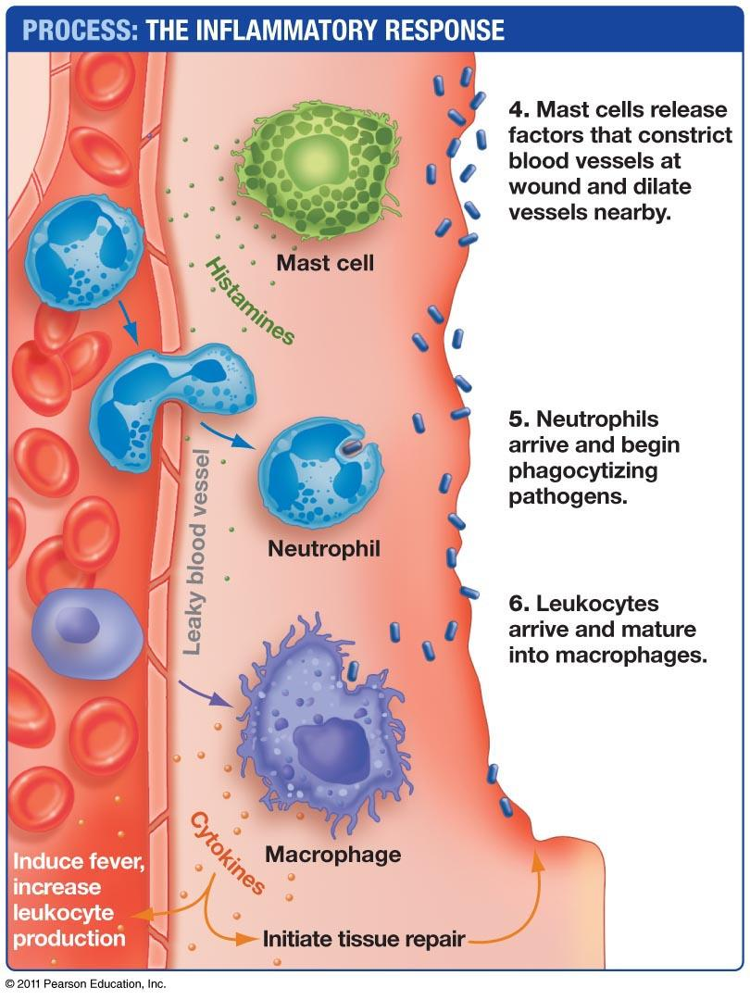 PROCESS: THE INFLAMMATORY RESPONSE
4. Mast cells release
factors that constrict
blood vessels at
wound and dilate
vessels nearby.
Mast cell
Histamines
5. Neutrophils
arrive and begin
phagocytizing
pathogens.
Neutrophil
Leaky blood vessel
6. Leukocytes
arrive and mature
into macrophages.
Macrophage
Cytokines
Induce fever,
increase
leukocyte
production
Initiate tissue repair
© 2011 Pearson Education, Inc.